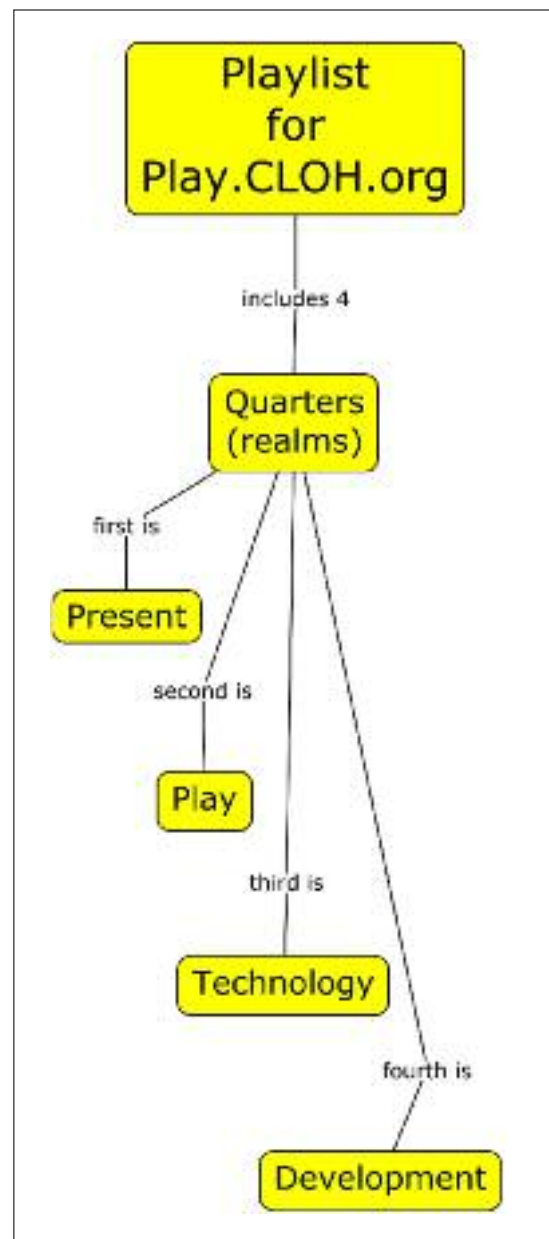 Playlist
for
Play.CLOH.org
includes 4
Quarters
(realms)
first is
Present
second is
Play
third is
Technology
fourth is
Development